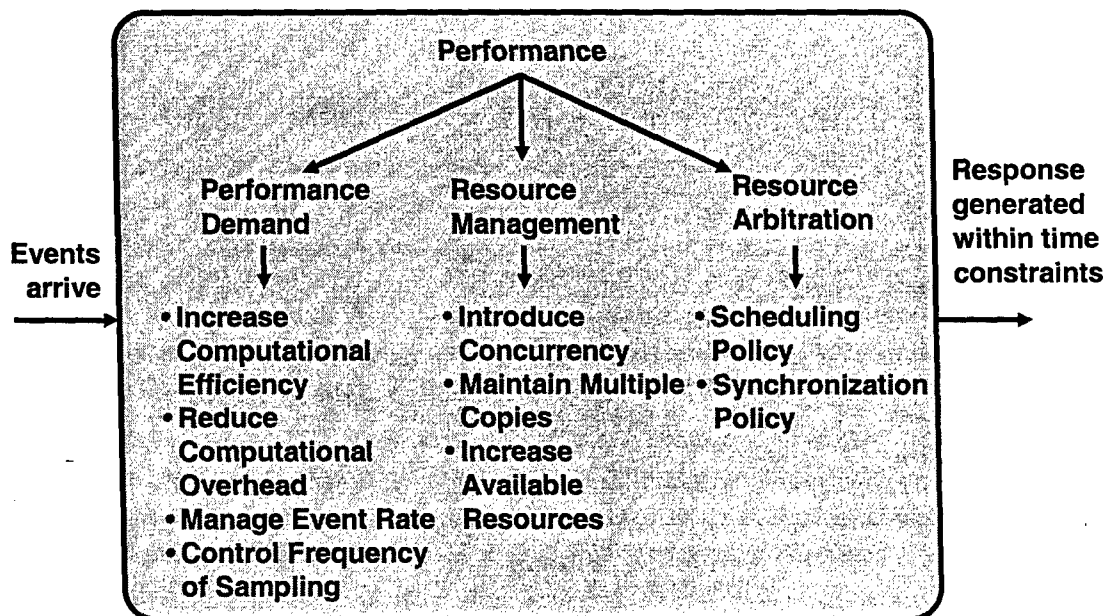 Performance
Performance
Demand
Resource
Management
Resource
Arbitration
Events
arrive
Response
generated
within time
constraints
• Increase
Computational
Efficiency
• Reduce
Computational
Overhead
• Manage Event Rate
• Control Frequency
of Sampling
• Introduce
Concurrency
• Maintain Multiple
Copies
• Increase
Available
Resources
• Scheduling
Policy
• Synchronization
Policy